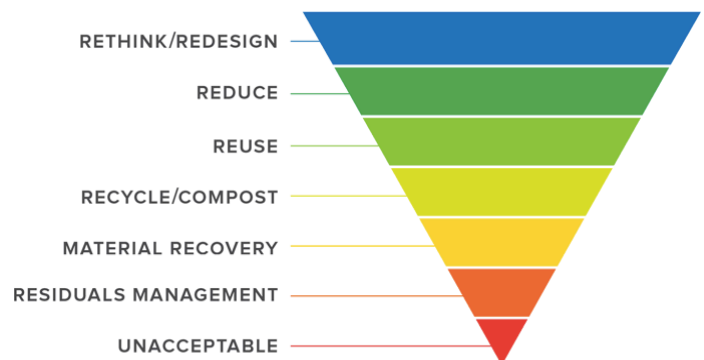 RETHINK/REDESIGN
REDUCE
REUSE
RECYCLE/COMPOST
MATERIAL RECOVERY
RESIDUALS MANAGEMENT
UNACCEPTABLE